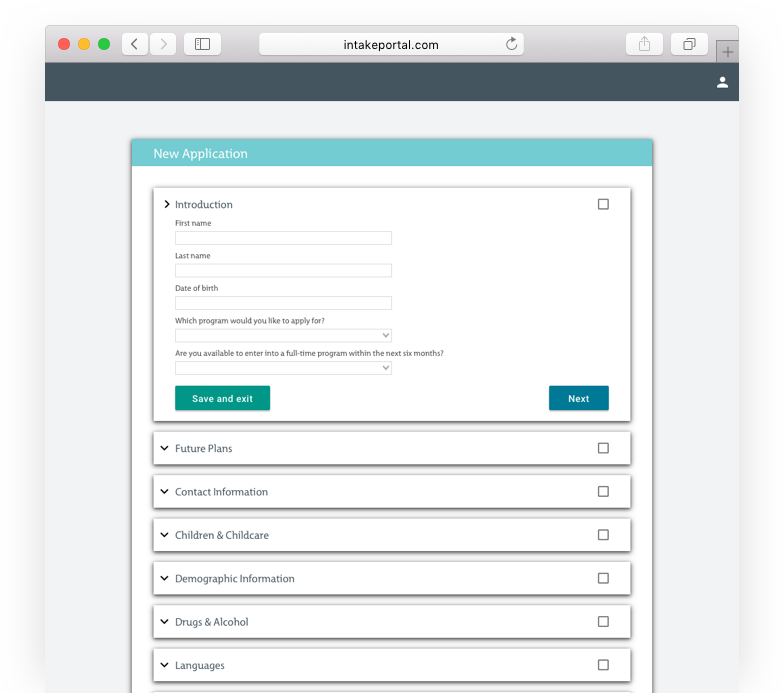 intakeportal.com
New Application
Introduction
First name
Last name
Date of birth
Which program would you like to apply for?
Are you available to enter into a full-time program within the next six months?
Save and exit
Next
Future Plans
Contact Information
Children & Childcare
Demographic Information
Drugs & Alcohol
Languages